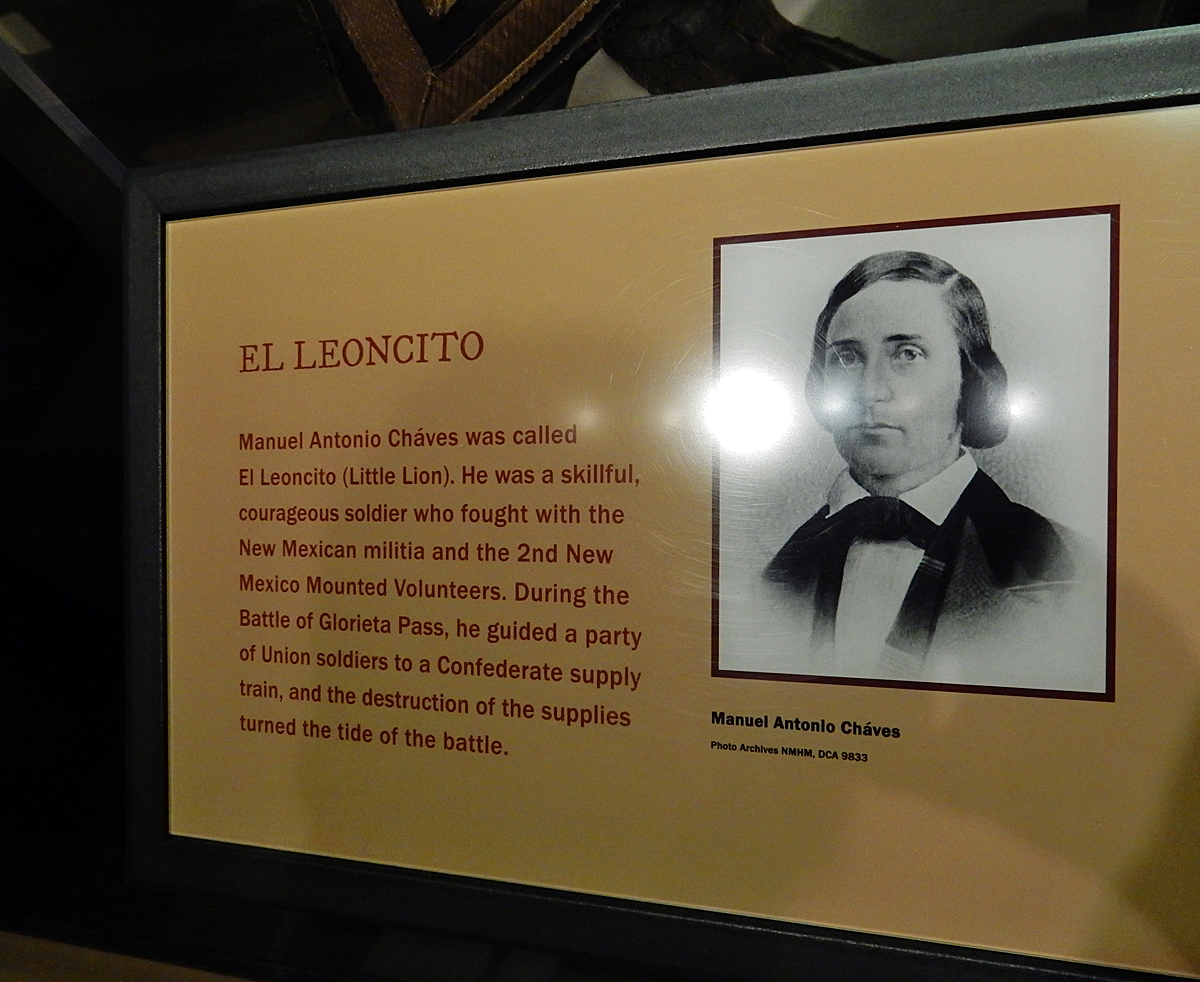 EL LEONCITO
Manuel Antonio Cháves was called
El Leoncito (Little Lion). He was a skillful,
courageous soldier who fought with the
New Mexican militia and the 2nd New
Mexico Mounted Volunteers. During the
Battle of Glorieta Pass, he guided a party
of Union soldiers to a Confederate supply
train, and the destruction of the supplies
turned the tide of the battle.
Manuel Antonio Cháves
Photo Archives NMHM, DCA 9833